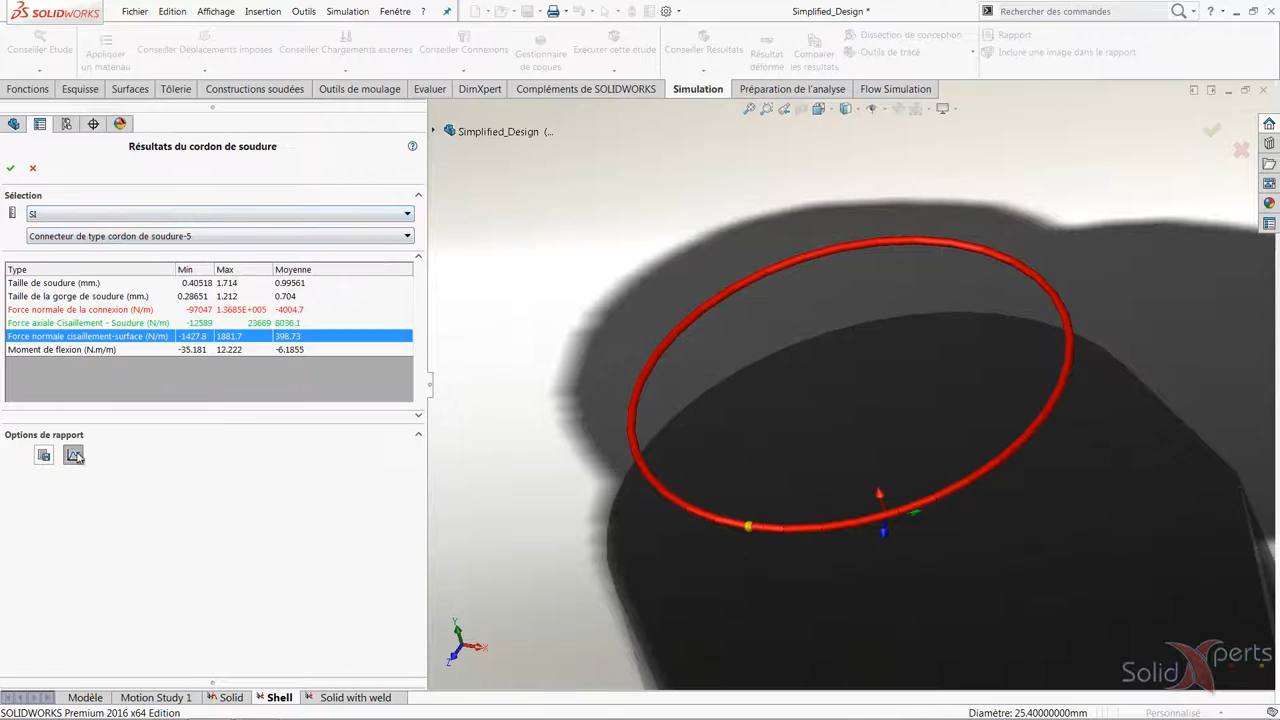 SOLIDWORKS
Fichier Edition Affichage Insertion Outils Simulation Fenêtre ?
Simplified_Design *
Rechercher des commandes
?
Conseiller Etude
Appliquer un matériau
Conseiller Déplacements imposes
Conseiller Chargements externes
Conseiller Connexions
Gestionnaire de coques
Exécuter cette étude
Conseiller Résultats
Résultat déformé
Comparer les résultats
Dissection de conception
Outils de tracé
Rapport
Indure une image dans le rapport
Fonctions Esquisse Surfaces Tôlerie Constructions soudées Outils de moulage Evaluer DimXpert Compléments de SOLIDWORKS Simulation Préparation de l'analyse Flow Simulation
Simplified_Design (...
Résultats du cordon de soudure
Sélection
SI
Connecteur de type cordon de soudure-5
Type Min Max Moyenne
Taille de soudure (mm.) 0.40518 1.714 0.99561
Taille de la gorge de soudure (mm.) 0.28651 1.212 0.704
Force normale de la connexion (N/m) -97047 1.3685E+005 -4004.7
Force axiale Cisaillement - Soudure (N/m) -12589 23669 8036.1
Force normale cisaillement-surface (N/m) -1427.8 1881.7 398.73
Moment de flexion (N.m/m) -35.181 12.222 -6.1855
Options de rapport
Y
X
Z
SolidXperts
Modèle Motion Study 1 Solid Shell Solid with weld
SOLIDWORKS Premium 2016 x64 Edition
Diamètre: 25.40000000mm
Personnalisé